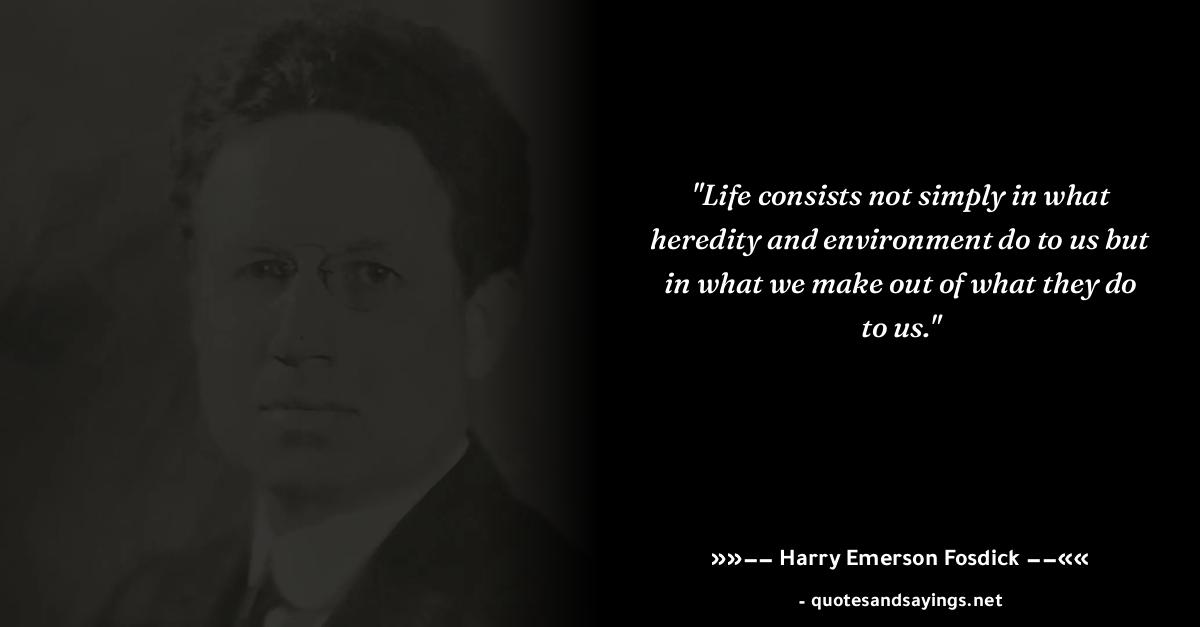 "Life consists not simply in what
heredity and environment do to us but
in what we make out of what they do
to us."
»»−− Harry Emerson Fosdick −−««
- quotesandsayings.net